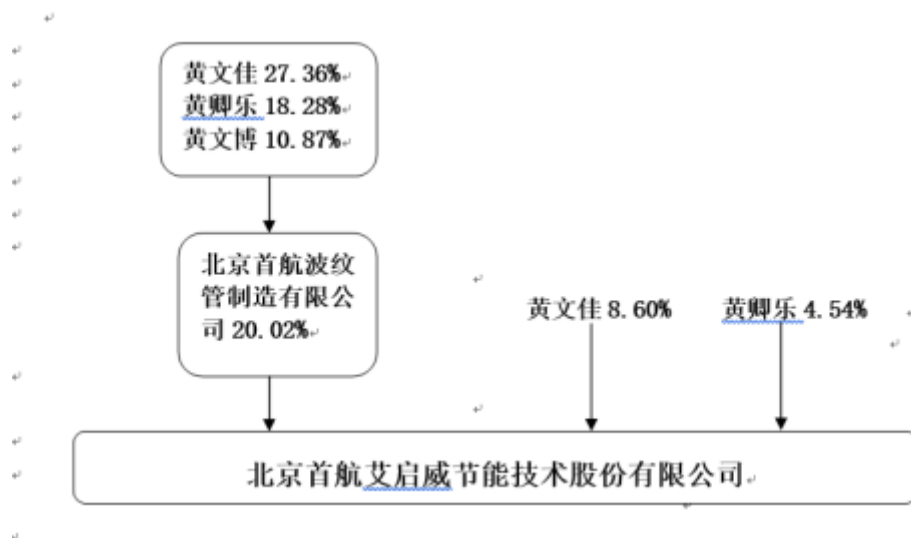 黄文佳 27.36%
黄卿乐 18.28%
黄文博 10.87%
北京首航波纹
管制造有限公
司 20.02%
黄文佳 8.60%
黄卿乐 4.54%
北京首航艾启威节能技术股份有限公司